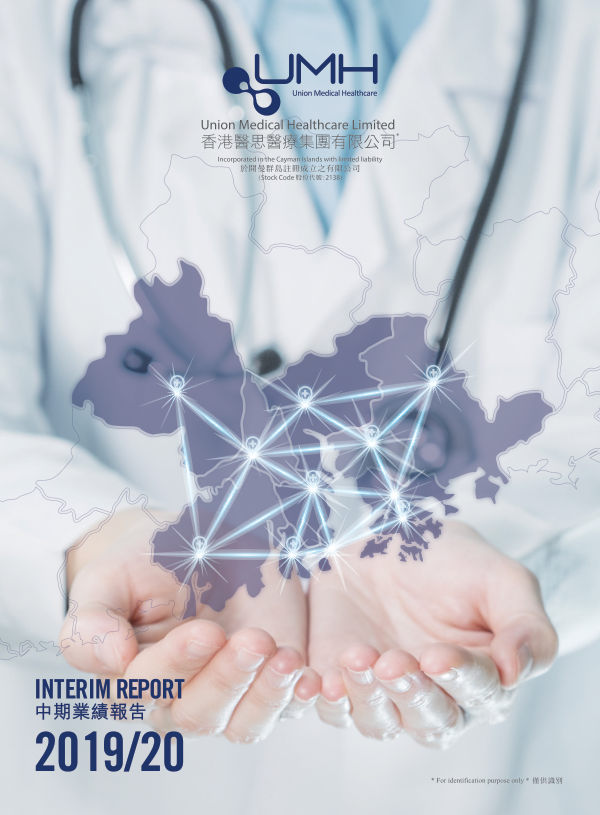 UMH
Union Medical Healthcare
Union Medical Healthcare Limited
香港醫思醫療集團有限公司*
Incorporated in the Cayman Islands with limited liability
於開曼群島註冊成立之有限公司
(Stock Code 股份代號: 2138)
INTERIM REPORT
中期業績報告
2019/20
* For identification purpose only * 僅供識別